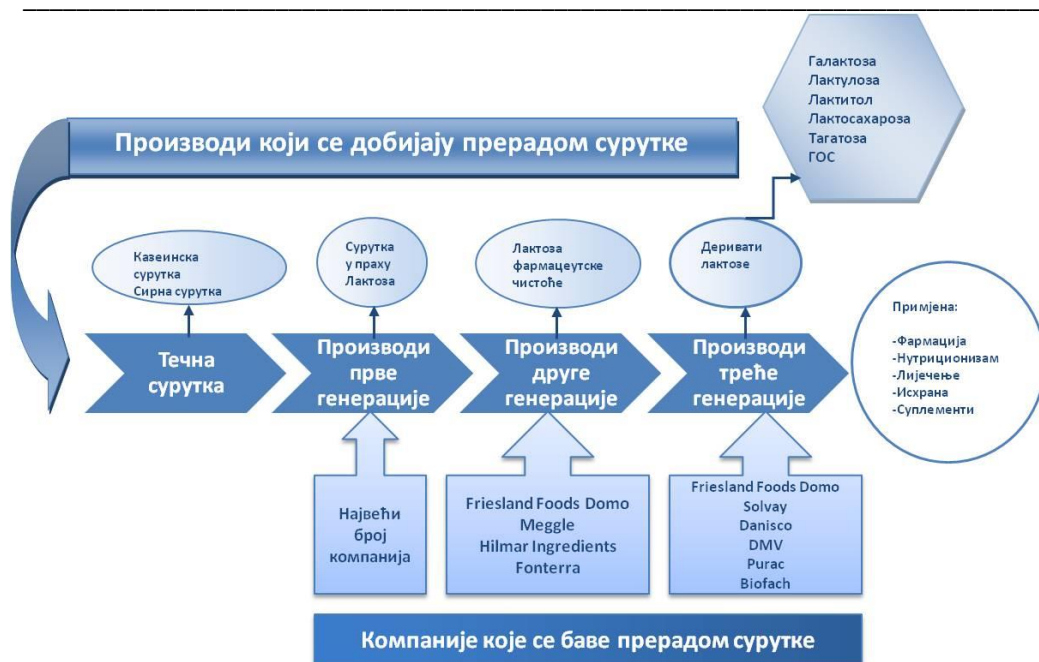 Производи који се добијају прерадом сурутке
Галактоза
Лактулоза
Лактитол
Лактосахароза
Тагатоза
ГОС
Казеинска
сурутка
Сирна сурутка
Сурутка
у праху
Лактоза
Лактоза
фармацеутске
чистоће
Деривати
лактозе
Течна
сурутка
Производи
прве
генерације
Производи
друге
генерације
Производи
треће
генерације
Примјена:
-Фармација
-Нутриционизам
-Лијечење
-Исхрана
-Суплементи
Највећи
број
компанија
Friesland Foods Domo
Meggle
Hilmar Ingredients
Fonterra
Friesland Foods Domo
Solvay
Danisco
DMV
Purac
Biofach
Компаније које се баве прерадом сурутке